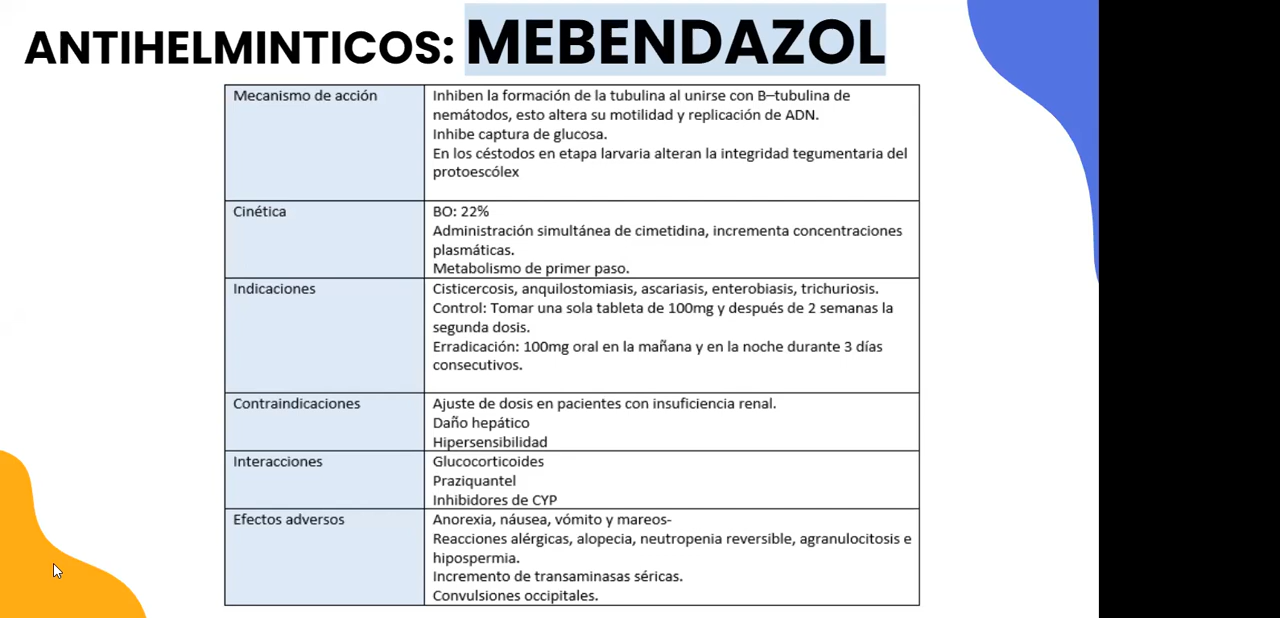 ANTIHELMINTICOS: MEBENDAZOL
Mecanismo de acción
Inhiben la formación de la tubulina al unirse con B–tubulina de
nemátodos, esto altera su motilidad y replicación de ADN.
Inhibe captura de glucosa.
En los céstodos en etapa larvaria alteran la integridad tegumentaria del
protoescólex
Cinética
BO: 22%
Administración simultánea de cimetidina, incrementa concentraciones
plasmáticas.
Metabolismo de primer paso.
Indicaciones
Cisticercosis, anquilostomiasis, ascariasis, enterobiasis, trichuriosis.
Control: Tomar una sola tableta de 100mg y después de 2 semanas la
segunda dosis.
Erradicación: 100mg oral en la mañana y en la noche durante 3 días
consecutivos.
Contraindicaciones
Ajuste de dosis en pacientes con insuficiencia renal.
Daño hepático
Hipersensibilidad
Interacciones
Glucocorticoides
Praziquantel
Inhibidores de CYP
Efectos adversos
Anorexia, náusea, vómito y mareos-
Reacciones alérgicas, alopecia, neutropenia reversible, agranulocitosis e
hipospermia.
Incremento de transaminasas séricas.
Convulsiones occipitales.